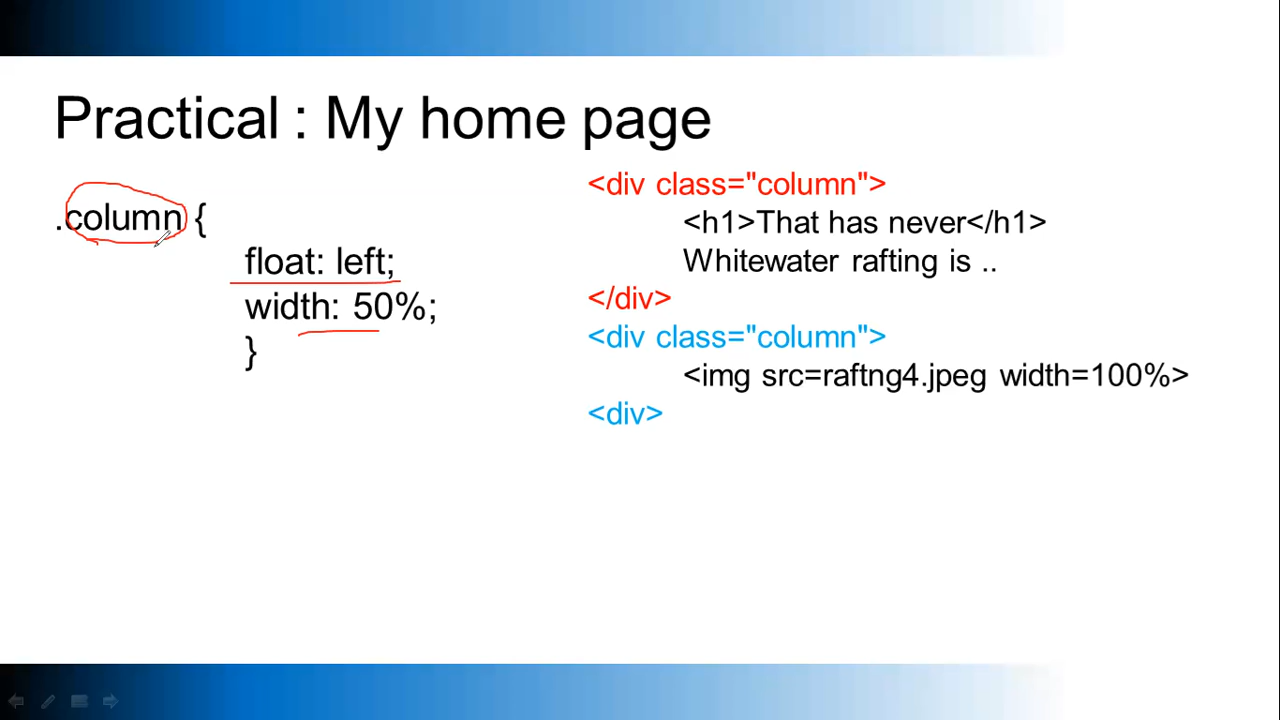 Practical : My home page
.column {
float: left;
width: 50%;
}
<div class="column">
<h1>That has never</h1>
Whitewater rafting is ..
</div>
<div class="column">
<img src=raftng4.jpeg width=100%>
<div>